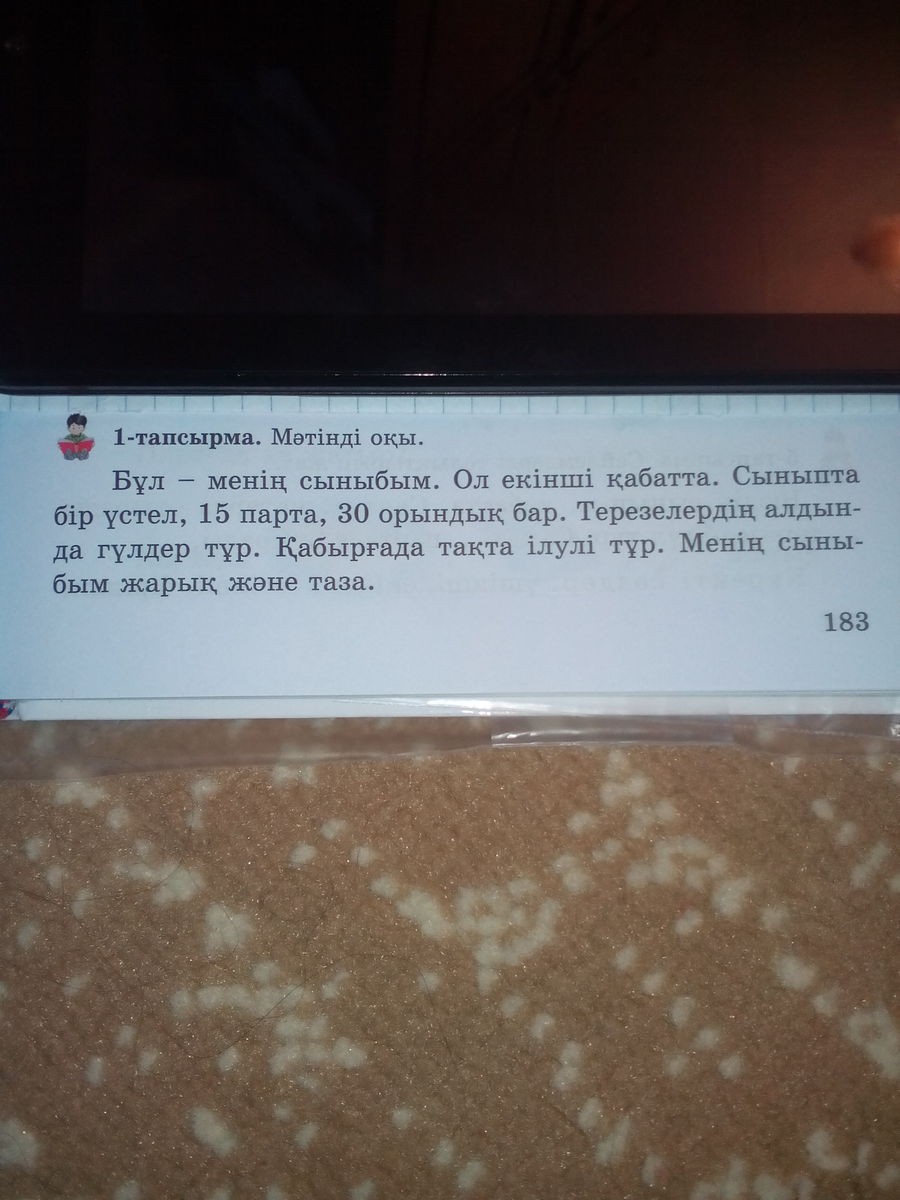 1-тапсырма. Мәтінді оқы.
Бұл – менің сыныбым. Ол екінші қабатта. Сыныпта
бір үстел, 15 парта, 30 орындық бар. Терезелердің алдын-
да гүлдер тұр. Қабырғада тақта ілулі тұр. Менің сыны-
бым жарық және таза.
183